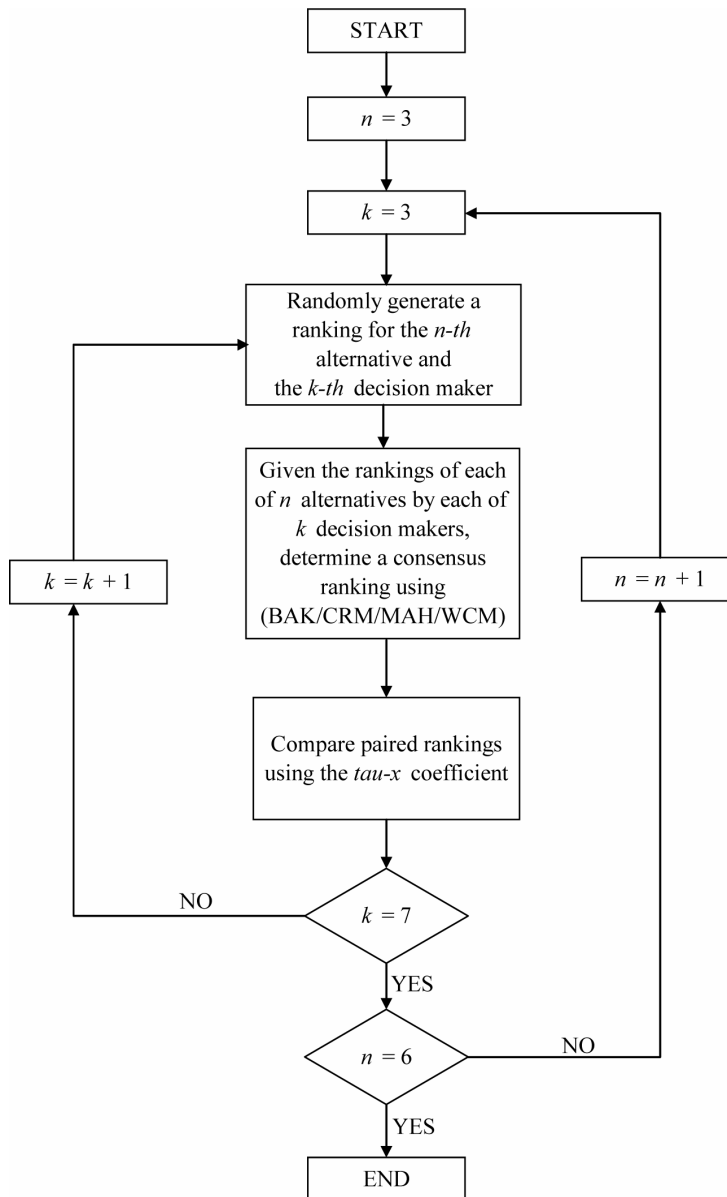 START
n = 3
k = 3
Randomly generate a
ranking for the n-th
alternative and
the k-th decision maker
Given the rankings of each
of n alternatives by each of
k decision makers,
determine a consensus
ranking using
(BAK/CRM/MAH/WCM)
k = k + 1
n = n + 1
Compare paired rankings
using the tau-x coefficient
NO
k = 7
YES
n = 6
NO
YES
END